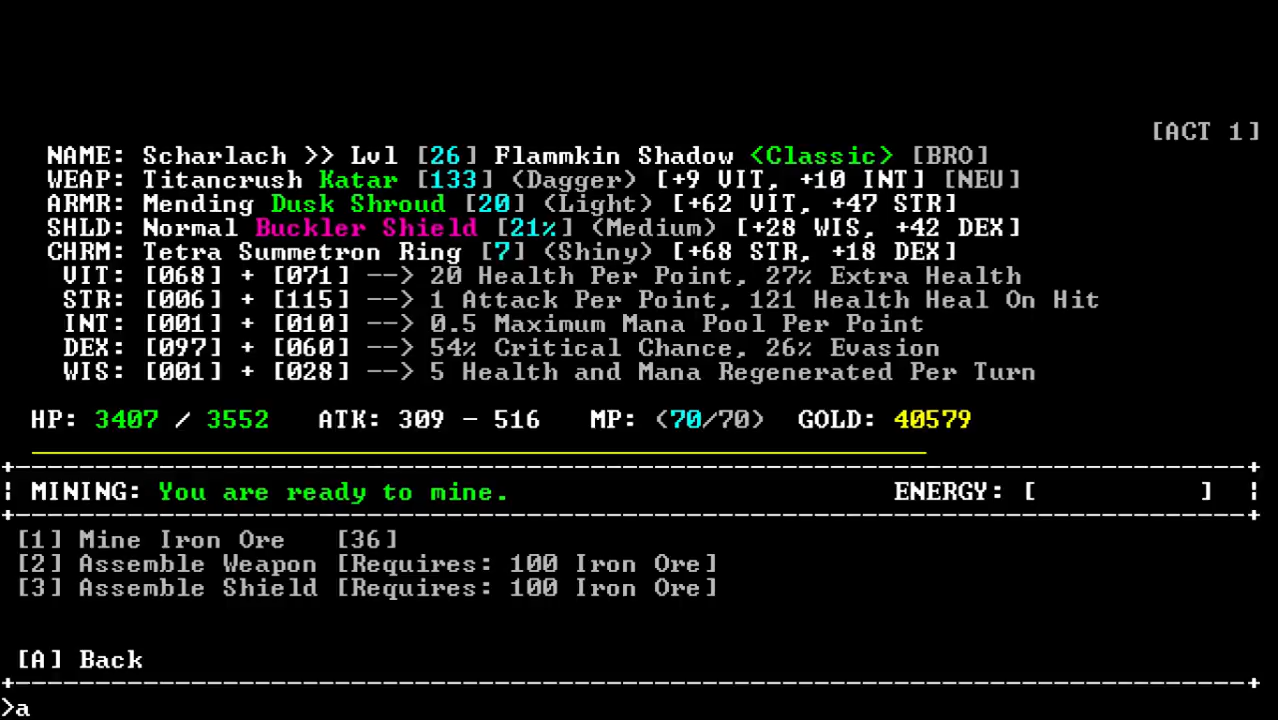 [ACT 1]
NAME: Scharlach >> Lvl [26] Flammkin Shadow <Classic> [BRO]
WEAP: Titancrush Katar [133] (Dagger) [+9 VIT, +10 INT] [NEU]
ARMR: Mending Dusk Shroud [20] (Light) [+62 VIT, +47 STR]
SHLD: Normal Buckler Shield [21%] (Medium) [+28 WIS, +42 DEX]
CHRM: Tetra Summetron Ring [7] (Shiny) [+68 STR, +18 DEX]
VIT: [068] + [071] --> 20 Health Per Point, 27% Extra Health
STR: [006] + [115] --> 1 Attack Per Point, 121 Health Heal On Hit
INT: [001] + [010] --> 0.5 Maximum Mana Pool Per Point
DEX: [097] + [060] --> 54% Critical Chance, 26% Evasion
WIS: [001] + [028] --> 5 Health and Mana Regenerated Per Turn
HP: 3407 / 3552 ATK: 309 - 516 MP: (70/70) GOLD: 40579
MINING: You are ready to mine. ENERGY: [ ]
[1] Mine Iron Ore [36]
[2] Assemble Weapon [Requires: 100 Iron Ore]
[3] Assemble Shield [Requires: 100 Iron Ore]
[A] Back
>a